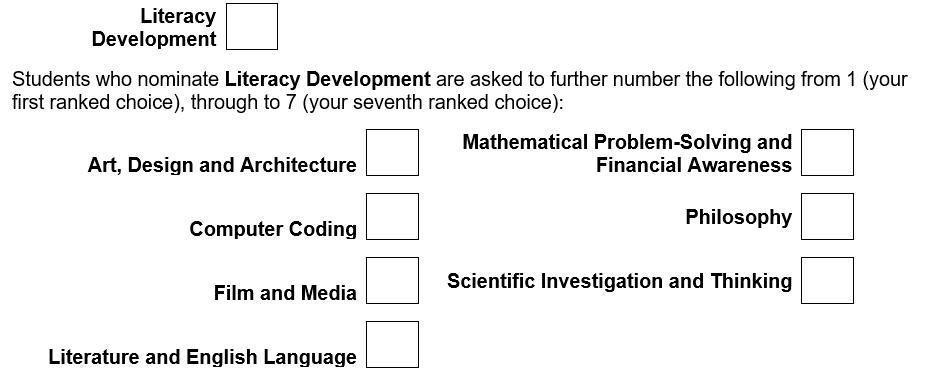 Literacy
Development
Students who nominate Literacy Development are asked to further number the following from 1 (your
first ranked choice), through to 7 (your seventh ranked choice):
Art, Design and Architecture
Computer Coding
Film and Media
Literature and English Language
Mathematical Problem-Solving and
Financial Awareness
Philosophy
Scientific Investigation and Thinking